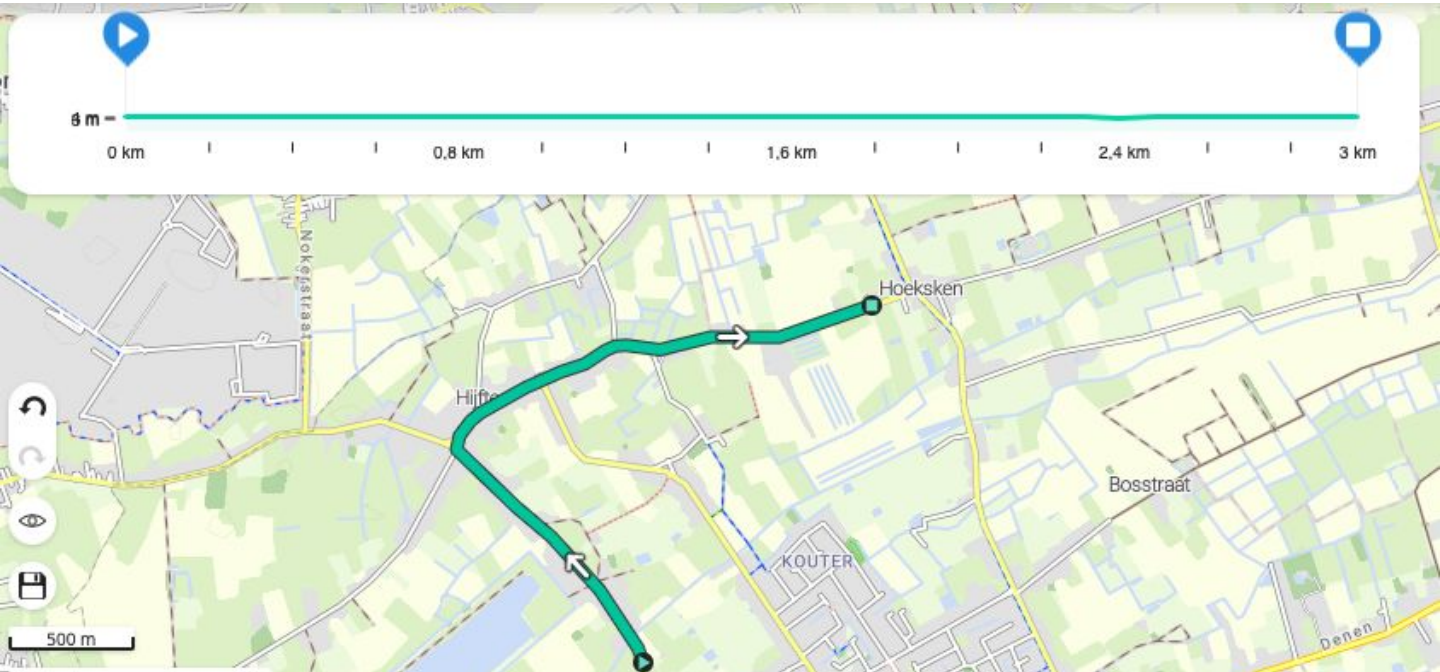 0 km
0,8 km
1,6 km
2,4 km
3 km
Nokerstraat
Hoeksken
Hijfte
Bosstraat
KOUTER
500 m
Denen